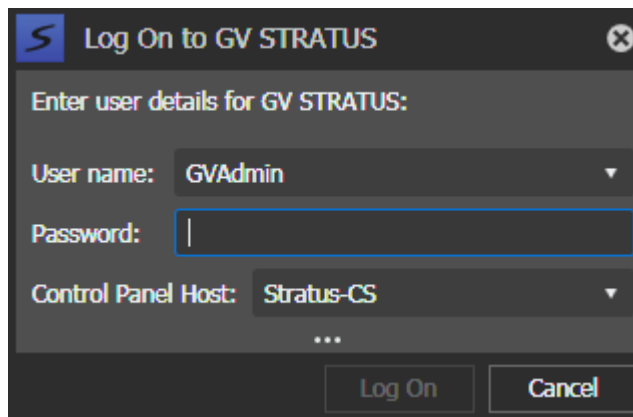 Log On to GV STRATUS
Enter user details for GV STRATUS:
User name: GVAdmin
Password:
Control Panel Host: Stratus-CS
...
Log On Cancel